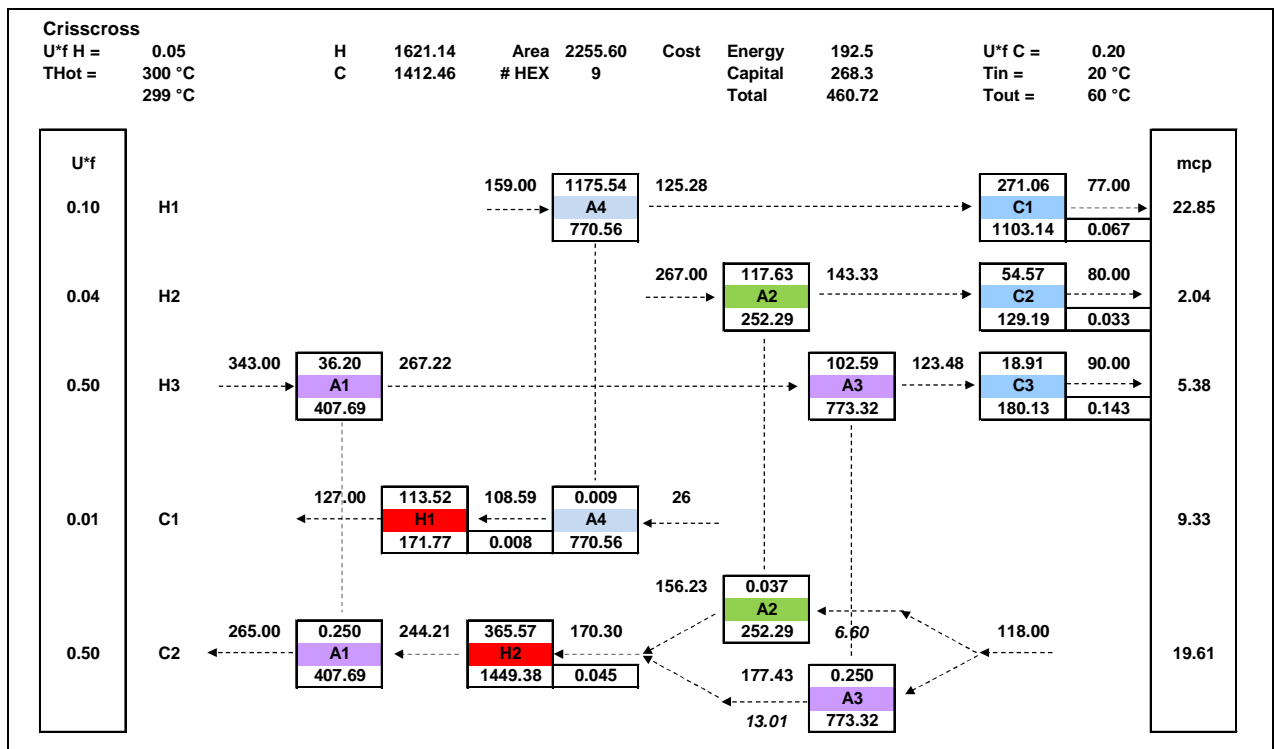 Crisscross
U*f H = 0.05 H 1621.14 Area 2255.60 Cost Energy 192.5 U*f C = 0.20
THot = 300 °C C 1412.46 # HEX 9 Capital 268.3 Tin = 20 °C
299 °C Total 460.72 Tout = 60 °C
U*f mcp
159.00 1175.54 125.28 271.06 77.00
0.10 H1 A4 C1 22.85
770.56 1103.14 0.067
267.00 117.63 143.33 54.57 80.00
0.04 H2 A2 C2 2.04
252.29 129.19 0.033
343.00 36.20 267.22 102.59 123.48 18.91 90.00
0.50 H3 A1 A3 C3 5.38
407.69 773.32 180.13 0.143
127.00 113.52 108.59 0.009 26
0.01 C1 H1 A4 9.33
171.77 0.008 770.56
156.23 0.037
A2
265.00 0.250 244.21 365.57 170.30 252.29 6.60 118.00
0.50 C2 A1 H2 19.61
407.69 1449.38 0.045 177.43 0.250
A3
13.01 773.32